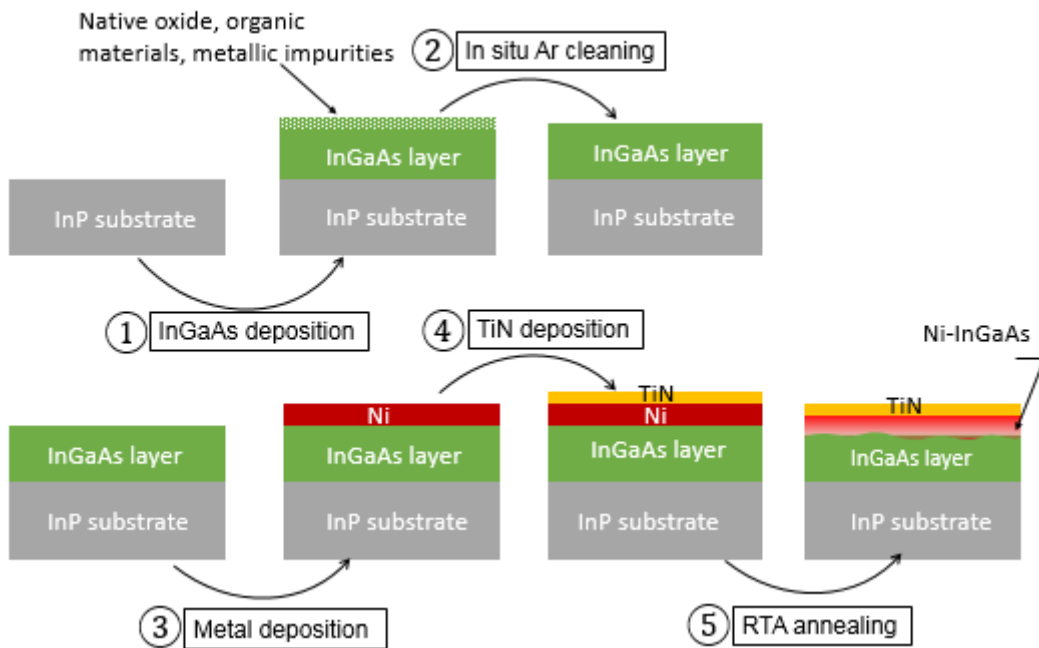 Native oxide, organic
materials, metallic impurities
② In situ Ar cleaning
InGaAs layer
InGaAs layer
InP substrate
InP substrate
InP substrate
① InGaAs deposition
④ TiN deposition
Ni-InGaAs
TiN
TiN
Ni
Ni
InGaAs layer
InGaAs layer
InGaAs layer
InGaAs layer
InP substrate
InP substrate
InP substrate
InP substrate
③ Metal deposition
⑤ RTA annealing